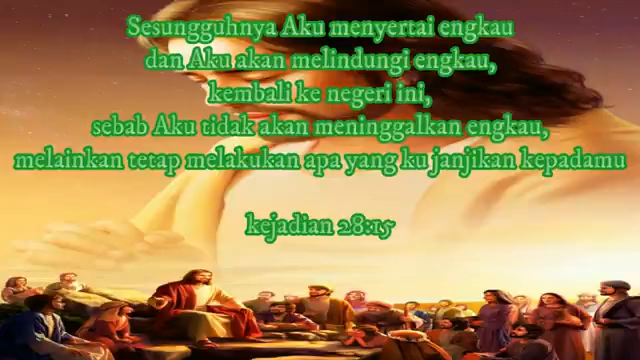 Sesungguhnya Aku menyertai engkau
dan Aku akan melindungi engkau,
kembali ke negeri ini,
sebab Aku tidak akan meninggalkan engkau,
melainkan tetap melakukan apa yang ku janjikan kepadamu
kejadian 28:15